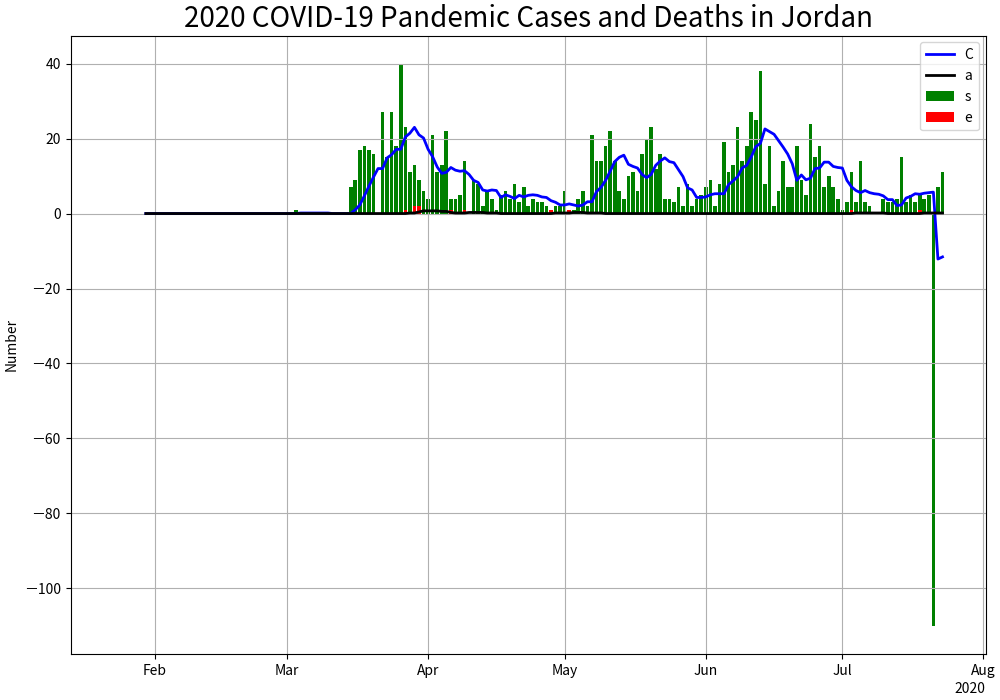 2020 COVID-19 Pandemic Cases and Deaths in Jordan
C
a
s
e
40
20
0
−20
−40
−60
−80
−100
Number
Feb Mar Apr May Jun Jul Aug
2020